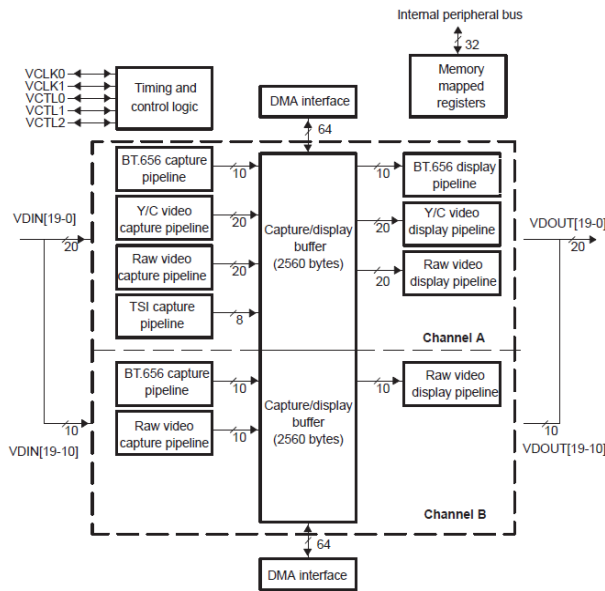 Internal peripheral bus
32
VCLK0
VCLK1
VCTL0
VCTL1
VCTL2
Timing and
control logic
DMA interface
64
Memory
mapped
registers
VDIN[19-0]
20
BT.656 capture
pipeline
10
Y/C video
capture pipeline
20
Raw video
capture pipeline
20
TSI capture
pipeline
8
Capture/display
buffer
(2560 bytes)
10
BT.656 display
pipeline
20
Y/C video
display pipeline
20
Raw video
display pipeline
VDOUT[19-0]
20
Channel A
BT.656 capture
pipeline
10
Raw video
capture pipeline
10
10
VDIN[19-10]
Capture/display
buffer
(2560 bytes)
10
Raw video
display pipeline
10
VDOUT[19-10]
Channel B
64
DMA interface